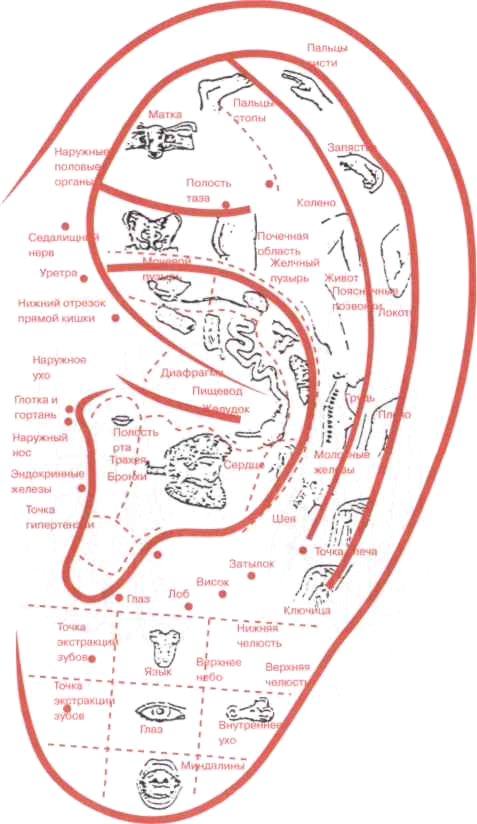 Пальцы
кисти
Пальцы
стопы
Матка
Запястье
Наружные
половые
органы
Полость
таза
Колено
Седалищный
нерв
Почечная
область
Мочевой
пузырь
Желчный
пузырь
Уретра
Живот
Поясничные
позвонки
Локоть
Нижний отрезок
прямой кишки
Наружное
ухо
Диафрагма
Пищевод
Желудок
Грудь
Плечо
Глотка и
гортань
Наружный
нос
Полость
рта
Трахея
Бронхи
Сердце
Молочные
железы
Эндокринные
железы
Точка
гипертензии
Шея
Точка плеча
Затылок
Висок
Лоб
Глаз
Ключица
Точка
экстракции
зубов
Язык
Верхнее
небо
Нижняя
челюсть
Верхняя
челюсть
Точка
экстракции
зубов
Глаз
Внутреннее
ухо
Миндалины